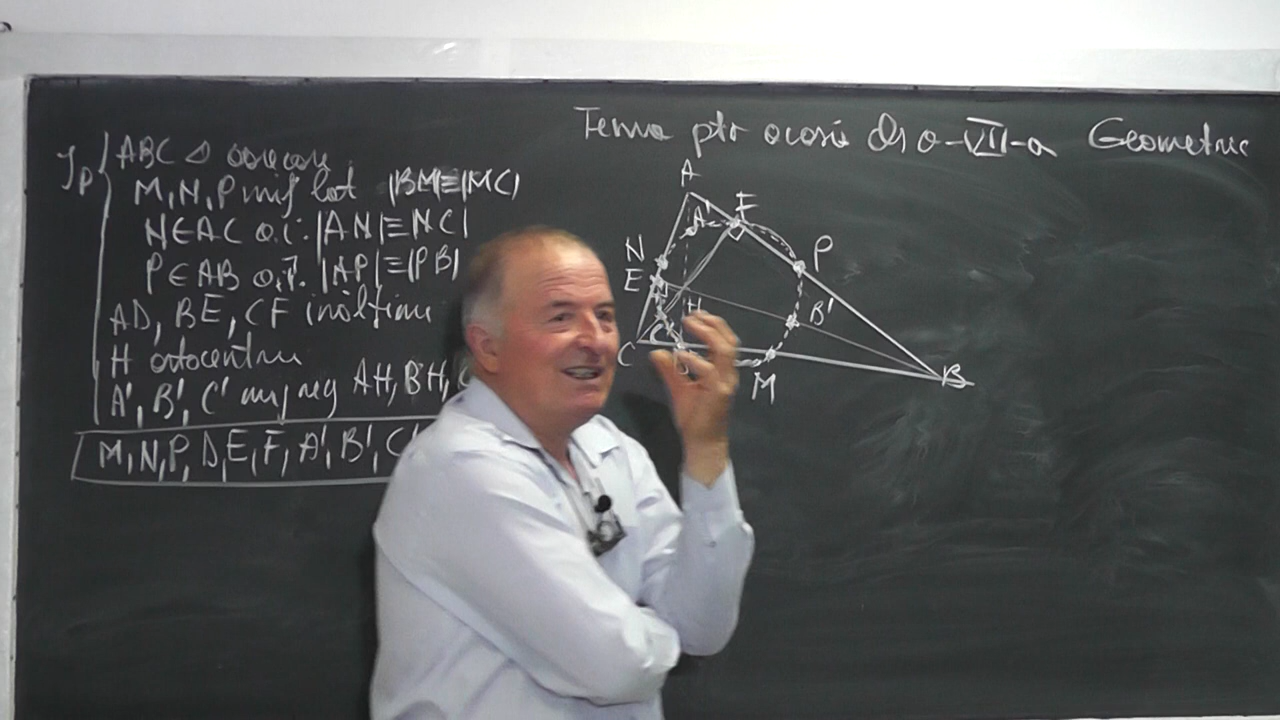 Tema ptr acasă cls a-VII-a Geometrie
Ip ABC Δ oarecare
M, N, P mij lat |BM|≡|MC|
N∈AC a.î. |AN|≡NC|
P∈AB a.î. |AP|≡|PB|
AD, BE, CF înălțimi
H ortocentru
A', B', C' mij seg AH, BH,
M, N, P, D, E, F, A', B', C'
A
A'
F
N
P
E
B'
H
C'
C
D
M
B